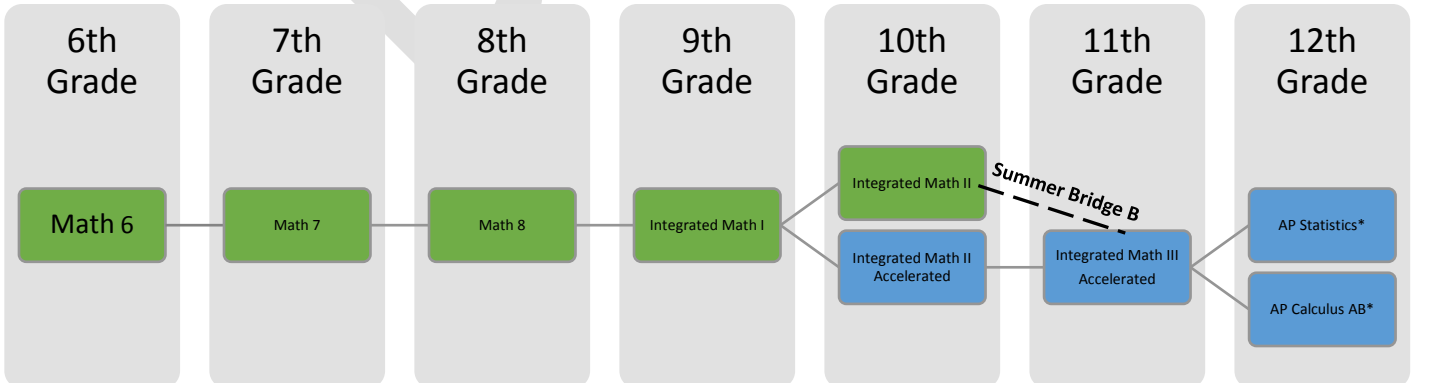 6th
Grade
7th
Grade
8th
Grade
9th
Grade
10th
Grade
11th
Grade
12th
Grade
Math 6
Math 7
Math 8
Integrated Math I
Integrated Math II
Integrated Math II
Accelerated
Summer Bridge B
Integrated Math III
Accelerated
AP Statistics*
AP Calculus AB*